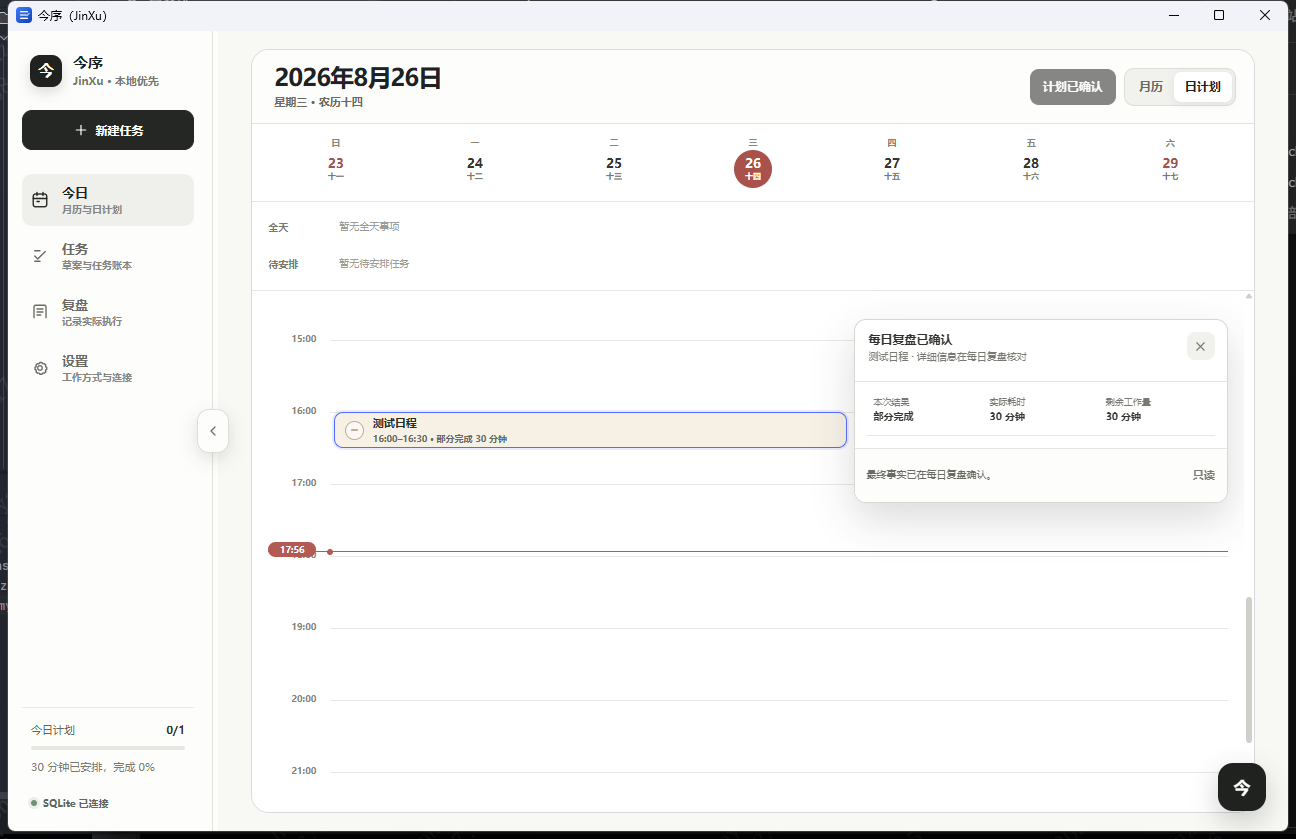 今序 (JinXu)
今
今序
JinXu • 本地优先
新建任务
今日
月历与日计划
任务
草案与任务账本
复盘
记录实际执行
设置
工作方式与连接
今日计划 0/1
30 分钟已安排，完成 0%
SQLite 已连接
2026年8月26日
星期三 • 农历十四
计划已确认
月历 日计划
日 一 二 三 四 五 六
23 24 25 26 27 28 29
十一 十二 十三 十四 十五 十六 十七
全天 暂无全天事项
待安排 暂无待安排任务
15:00
16:00
测试日程
16:00–16:30 • 部分完成 30 分钟
17:00
17:56
19:00
20:00
21:00
每日复盘已确认
测试日程 · 详细信息在每日复盘核对
本次结果 实际耗时 剩余工作量
部分完成 30 分钟 30 分钟
最终事实已在每日复盘确认。 只读
今